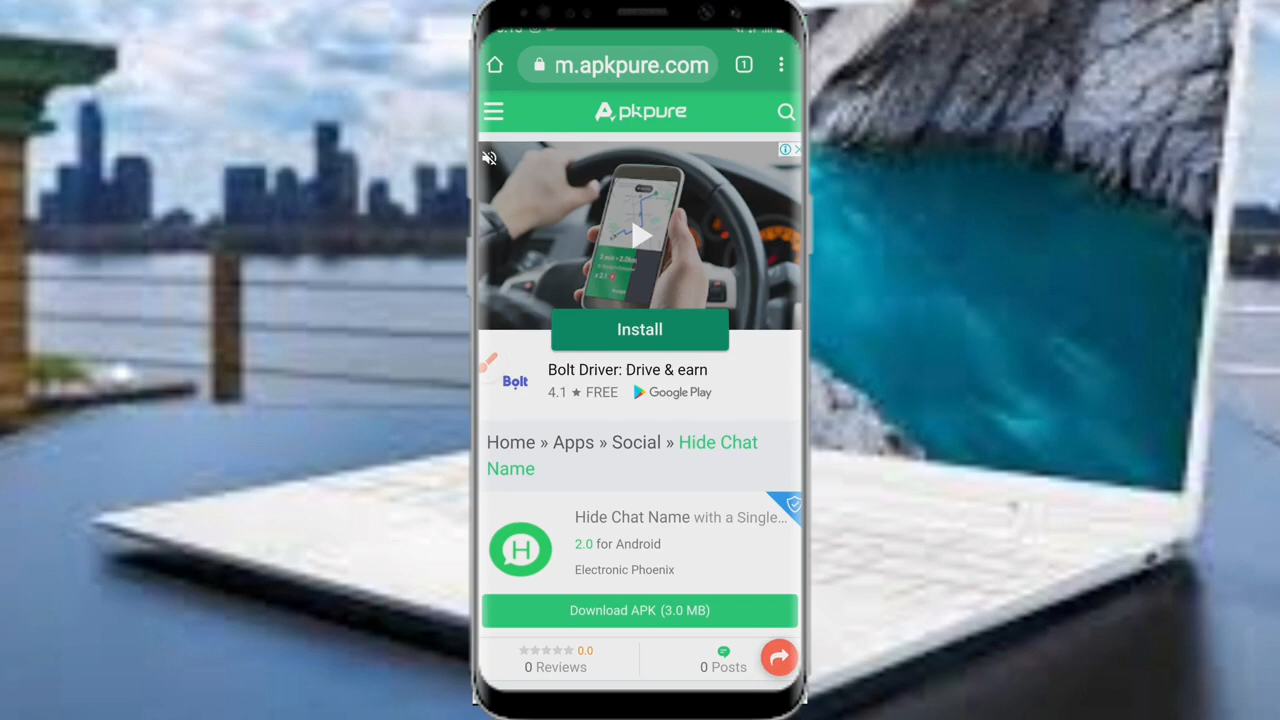 m.apkpure.com
1
Apkpure
Install
Bolt
Bolt Driver: Drive & earn
4.1 ★ FREE Google Play
Home » Apps » Social » Hide Chat
Name
Hide Chat Name with a Single...
H
2.0 for Android
Electronic Phoenix
Download APK (3.0 MB)
0.0
0 Reviews
0 Posts